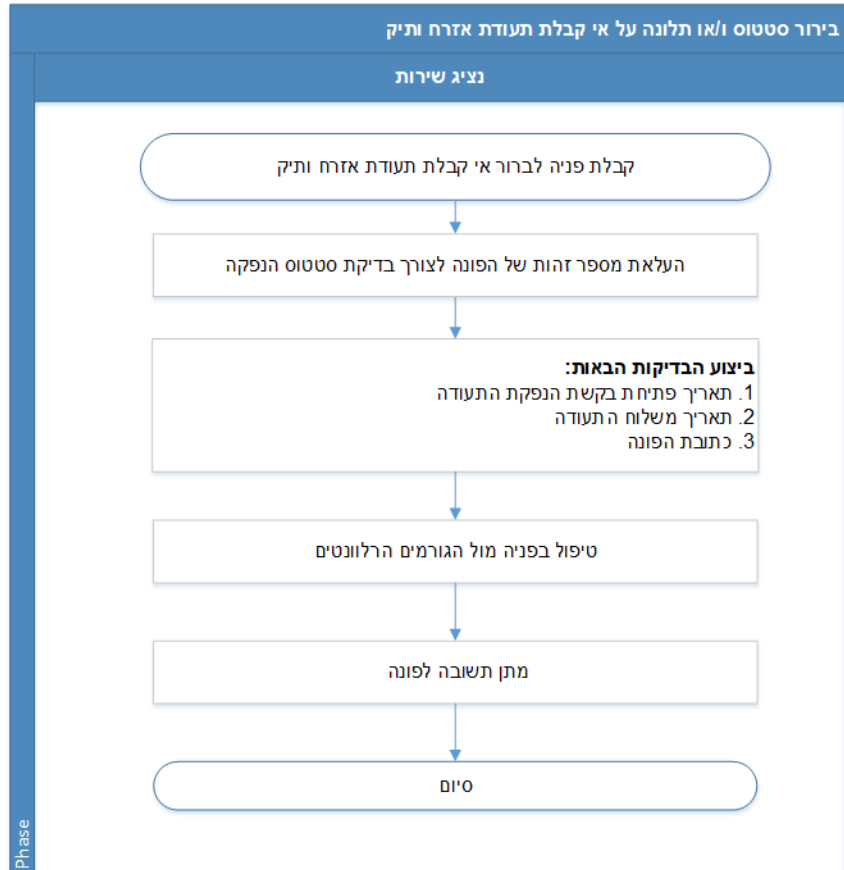 בירור סטטוס ו/או תלונה על אי קבלת תעודת אזרח ותיק
נציג שירות
קבלת פניה לברור אי קבלת תעודת אזרח ותיק
העלאת מספר זהות של הפונה לצורך בדיקת סטטוס הנפקה
ביצוע הבדיקות הבאות:
1. תאריך פתיחת בקשת הנפקת התעודה
2. תאריך משלוח התעודה
3. כתובת הפונה
טיפול בפניה מול הגורמים הרלוונטים
מתן תשובה לפונה
סיום
Phase